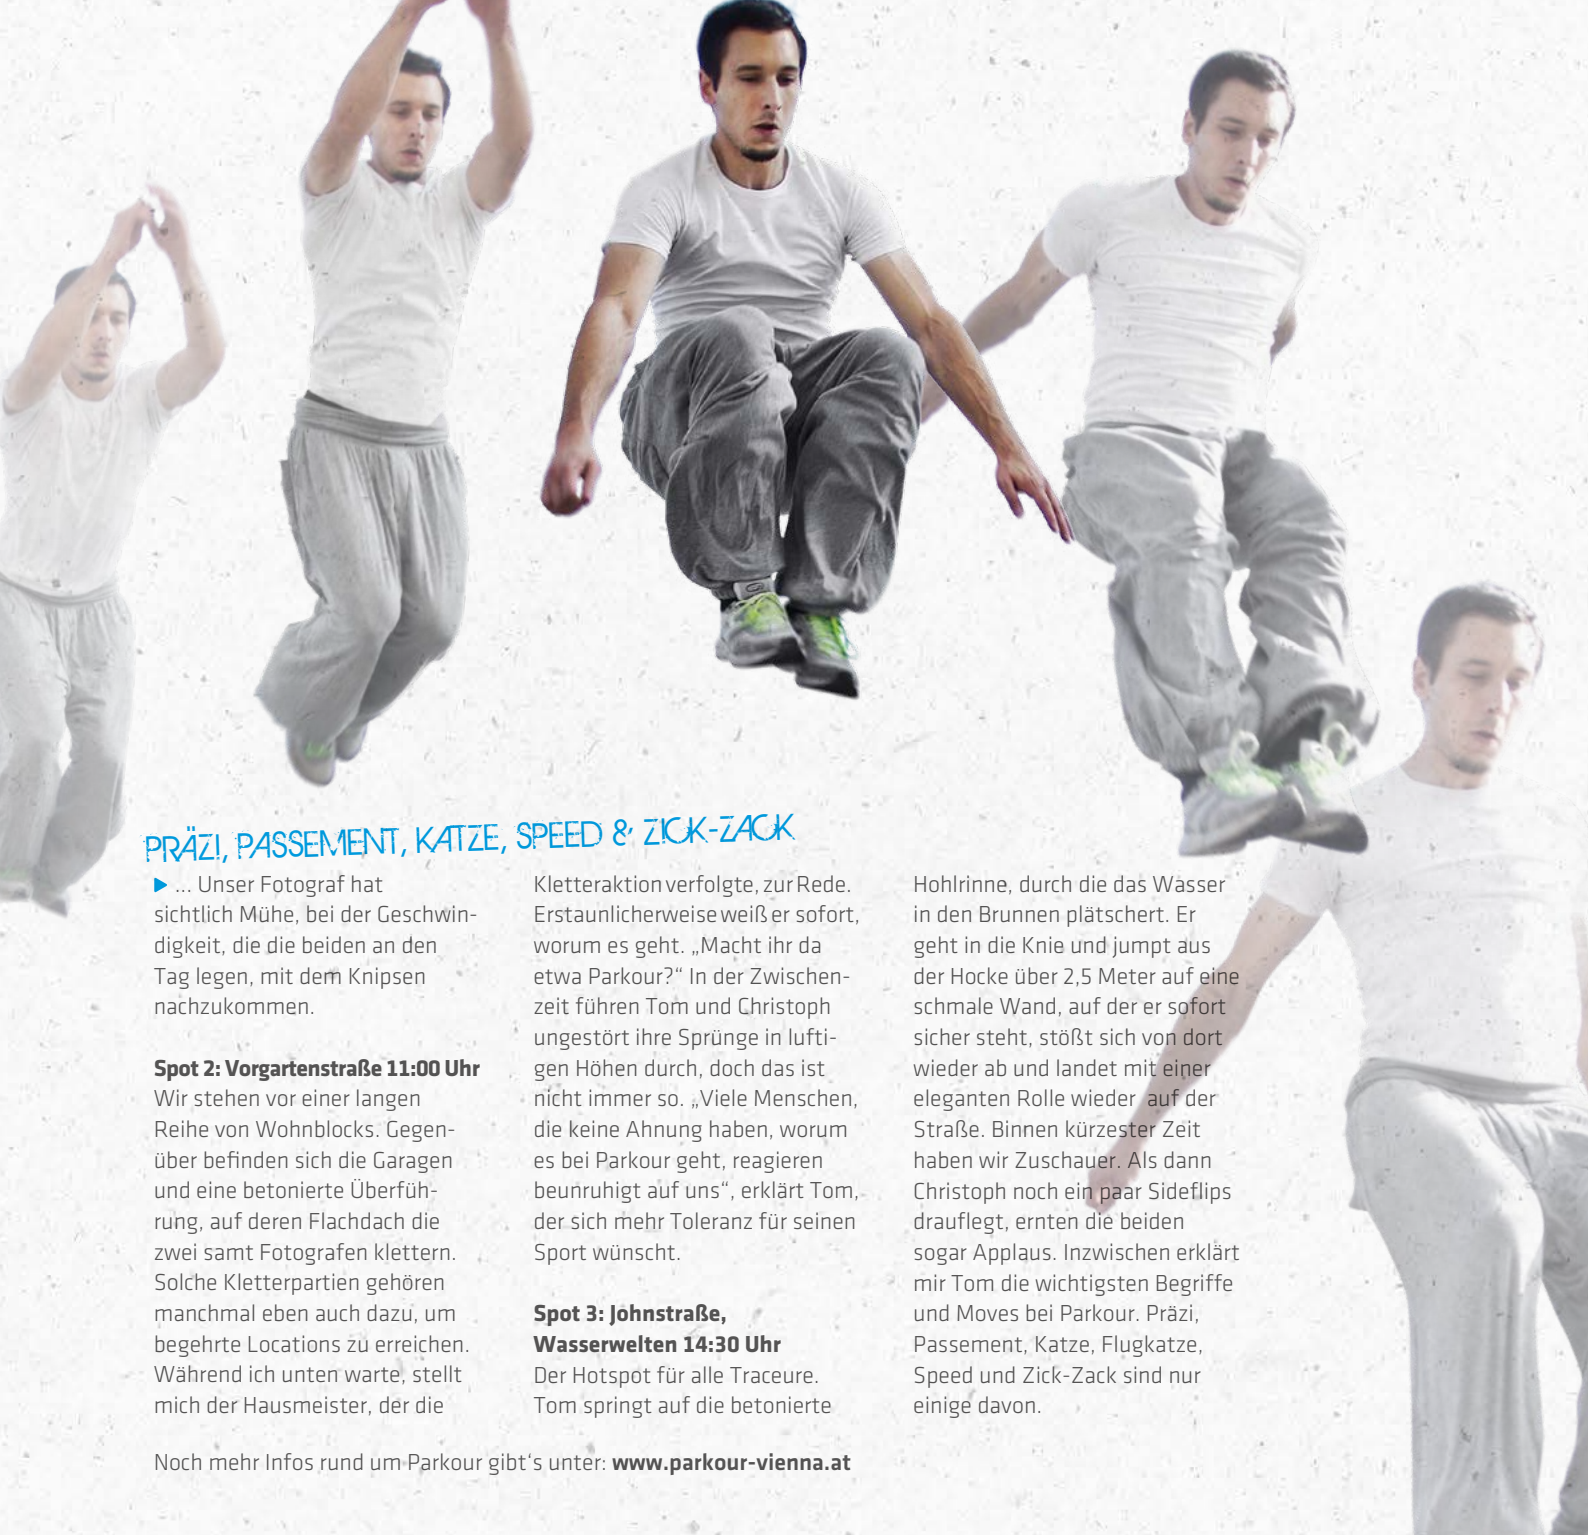 PRÄZI, PASSEMENT, KATZE, SPEED & ZICK-ZACK
▶ ... Unser Fotograf hat
sichtlich Mühe, bei der Geschwin-
digkeit, die die beiden an den
Tag legen, mit dem Knipsen
nachzukommen.
Spot 2: Vorgartenstraße 11:00 Uhr
Wir stehen vor einer langen
Reihe von Wohnblocks. Gegen-
über befinden sich die Garagen
und eine betonierte Überfüh-
rung, auf deren Flachdach die
zwei samt Fotografen klettern.
Solche Kletterpartien gehören
manchmal eben auch dazu, um
begehrte Locations zu erreichen.
Während ich unten warte, stellt
mich der Hausmeister, der die
Kletteraktion verfolgte, zur Rede.
Erstaunlicherweise weiß er sofort,
worum es geht. „Macht ihr da
etwa Parkour?“ In der Zwischen-
zeit führen Tom und Christoph
ungestört ihre Sprünge in lufti-
gen Höhen durch, doch das ist
nicht immer so. „Viele Menschen,
die keine Ahnung haben, worum
es bei Parkour geht, reagieren
beunruhigt auf uns“, erklärt Tom,
der sich mehr Toleranz für seinen
Sport wünscht.
Spot 3: Johnstraße,
Wasserwelten 14:30 Uhr
Der Hotspot für alle Traceure.
Tom springt auf die betonierte
Hohlrinne, durch die das Wasser
in den Brunnen plätschert. Er
geht in die Knie und jumpt aus
der Hocke über 2,5 Meter auf eine
schmale Wand, auf der er sofort
sicher steht, stößt sich von dort
wieder ab und landet mit einer
eleganten Rolle wieder auf der
Straße. Binnen kürzester Zeit
haben wir Zuschauer. Als dann
Christoph noch ein paar Sideflips
drauflegt, ernten die beiden
sogar Applaus. Inzwischen erklärt
mir Tom die wichtigsten Begriffe
und Moves bei Parkour. Präzi,
Passement, Katze, Flugkatze,
Speed und Zick-Zack sind nur
einige davon.
Noch mehr Infos rund um Parkour gibt‘s unter: www.parkour-vienna.at